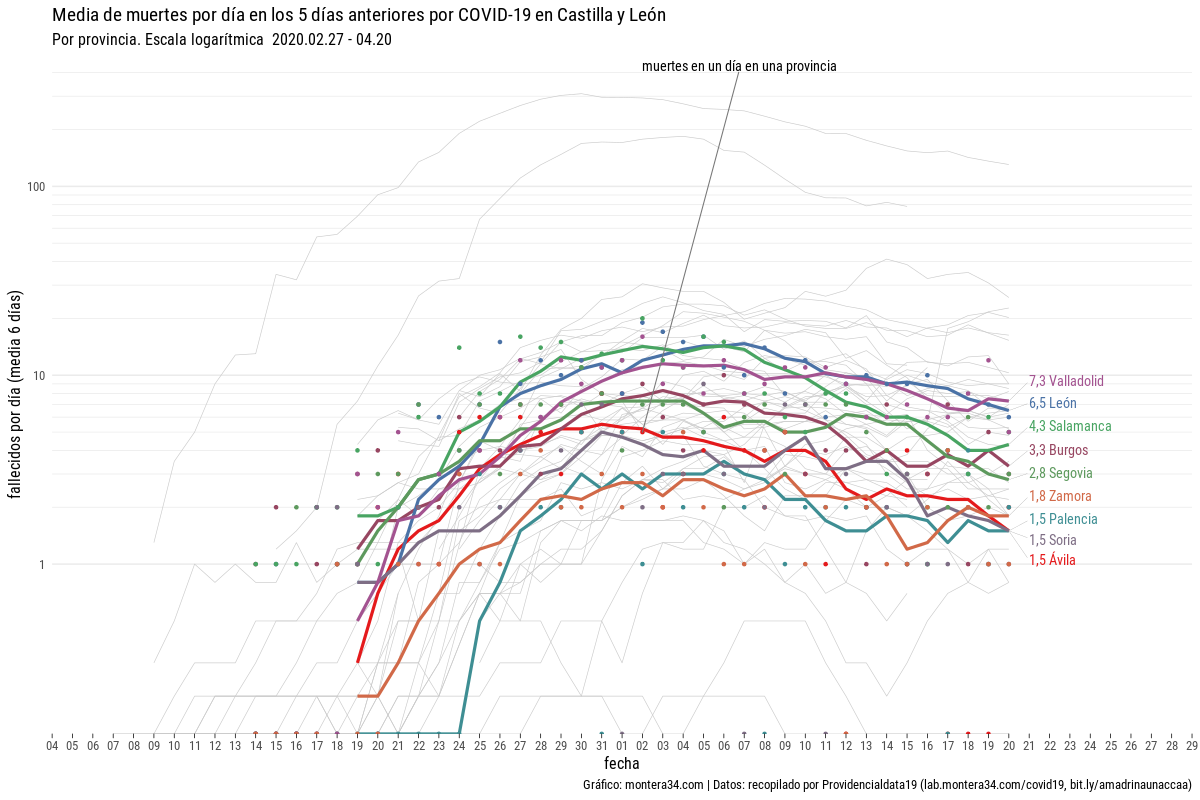 Media de muertes por día en los 5 días anteriores por COVID-19 en Castilla y León
Por provincia. Escala logarítmica 2020.02.27 - 04.20
muertes en un día en una provincia
100
10
1
fallecidos por día (media 6 días)
7,3 Valladolid
6,5 León
4,3 Salamanca
3,3 Burgos
2,8 Segovia
1,8 Zamora
1,5 Palencia
1,5 Soria
1,5 Ávila
04 05 06 07 08 09 10 11 12 13 14 15 16 17 18 19 20 21 22 23 24 25 26 27 28 29 30 31 01 02 03 04 05 06 07 08 09 10 11 12 13 14 15 16 17 18 19 20 21 22 23 24 25 26 27 28 29
fecha
Gráfico: montera34.com | Datos: recopilado por Providencialdata19 (lab.montera34.com/covid19, bit.ly/amadrinaunaccaa)